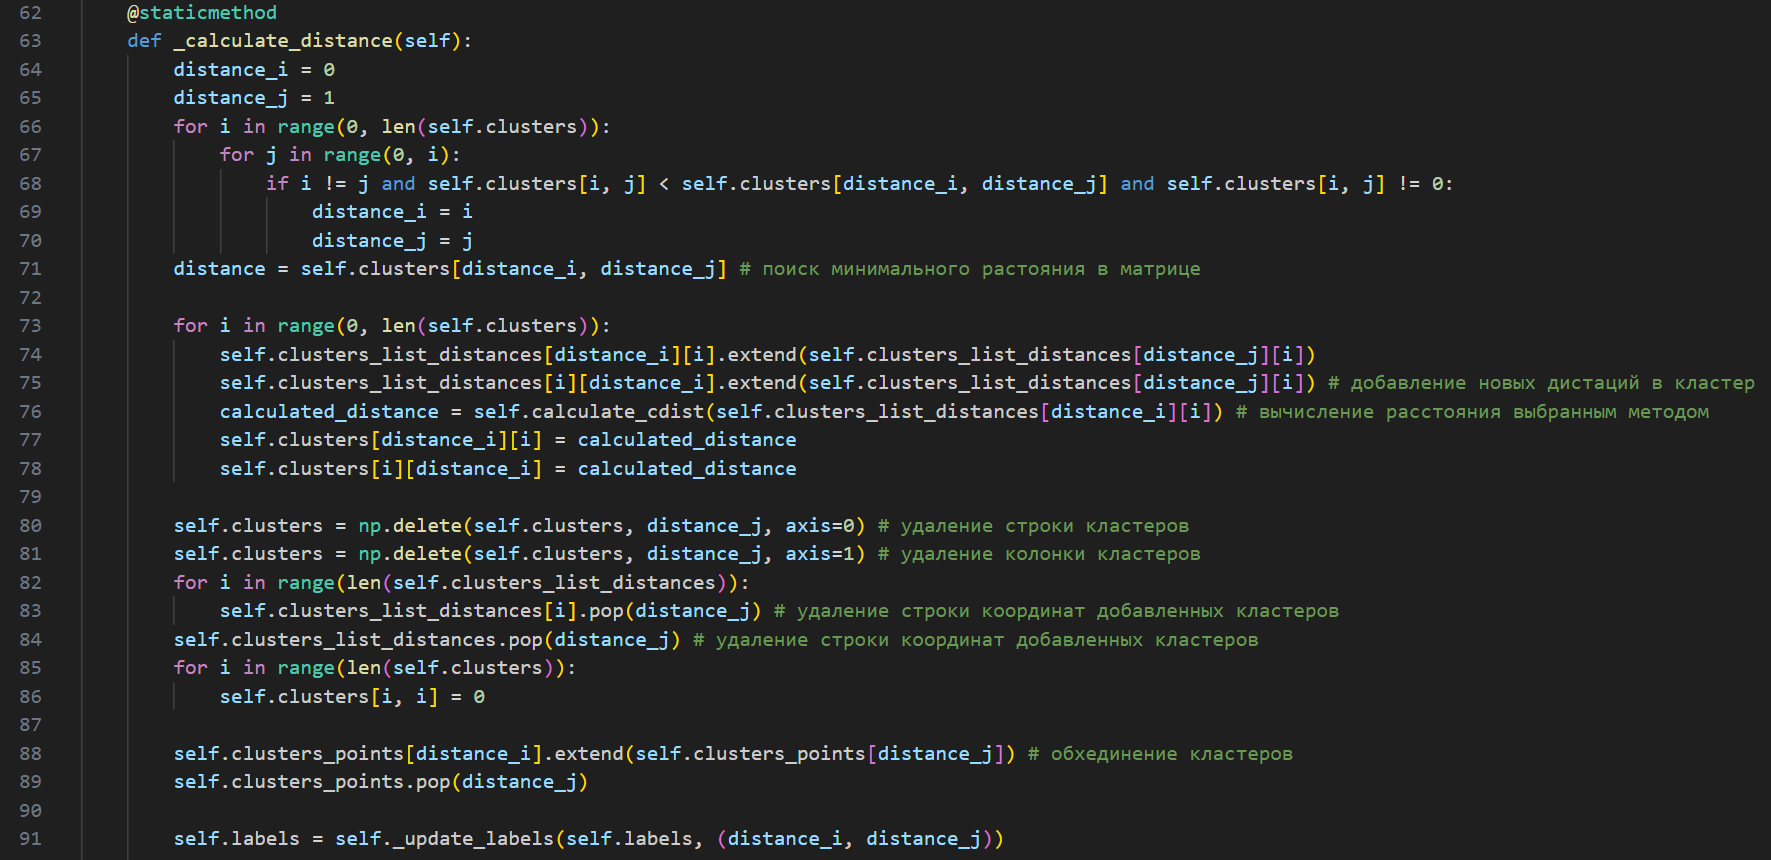 62 @staticmethod
63 def _calculate_distance(self):
64 distance_i = 0
65 distance_j = 1
66 for i in range(0, len(self.clusters)):
67 for j in range(0, i):
68 if i != j and self.clusters[i, j] < self.clusters[distance_i, distance_j] and self.clusters[i, j] != 0:
69 distance_i = i
70 distance_j = j
71 distance = self.clusters[distance_i, distance_j] # поиск минимального растояния в матрице
72
73 for i in range(0, len(self.clusters)):
74 self.clusters_list_distances[distance_i][i].extend(self.clusters_list_distances[distance_j][i])
75 self.clusters_list_distances[i][distance_i].extend(self.clusters_list_distances[distance_j][i]) # добавление новых дистаций в кластер
76 calculated_distance = self.calculate_cdist(self.clusters_list_distances[distance_i][i]) # вычисление расстояния выбранным методом
77 self.clusters[distance_i][i] = calculated_distance
78 self.clusters[i][distance_i] = calculated_distance
79
80 self.clusters = np.delete(self.clusters, distance_j, axis=0) # удаление строки кластеров
81 self.clusters = np.delete(self.clusters, distance_j, axis=1) # удаление колонки кластеров
82 for i in range(len(self.clusters_list_distances)):
83 self.clusters_list_distances[i].pop(distance_j) # удаление строки координат добавленных кластеров
84 self.clusters_list_distances.pop(distance_j) # удаление строки координат добавленных кластеров
85 for i in range(len(self.clusters)):
86 self.clusters[i, i] = 0
87
88 self.clusters_points[distance_i].extend(self.clusters_points[distance_j]) # обхединение кластеров
89 self.clusters_points.pop(distance_j)
90
91 self.labels = self._update_labels(self.labels, (distance_i, distance_j))